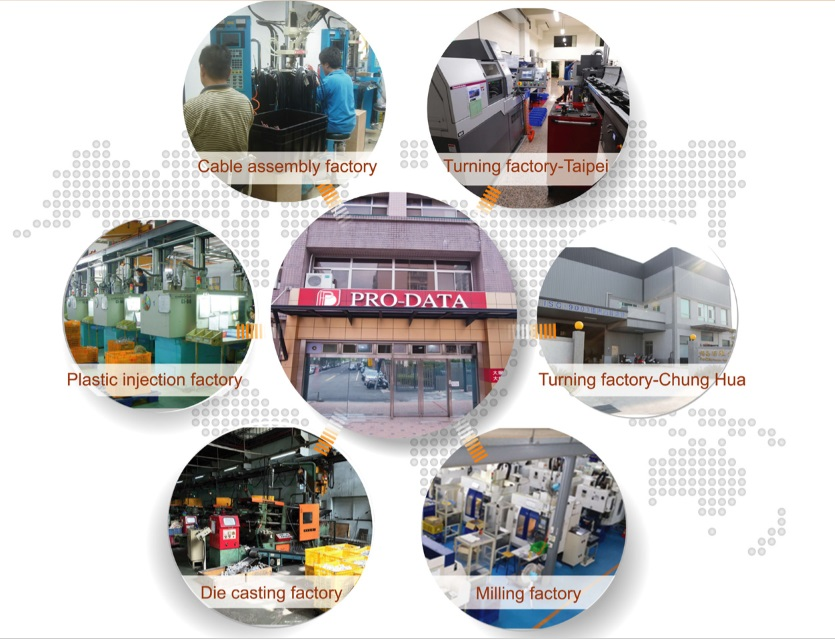 Cable assembly factory
Turning factory-Taipei
PRO-DATA
Plastic injection factory
Turning factory-Chung Hua
Die casting factory
Milling factory